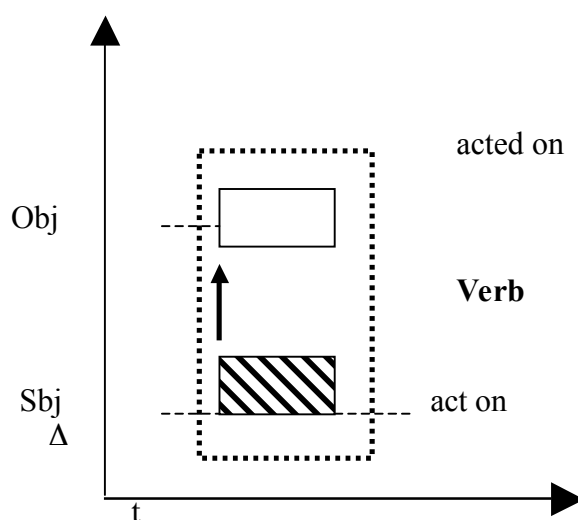 acted on
Obj
Verb
Sbj
act on
Δ
t